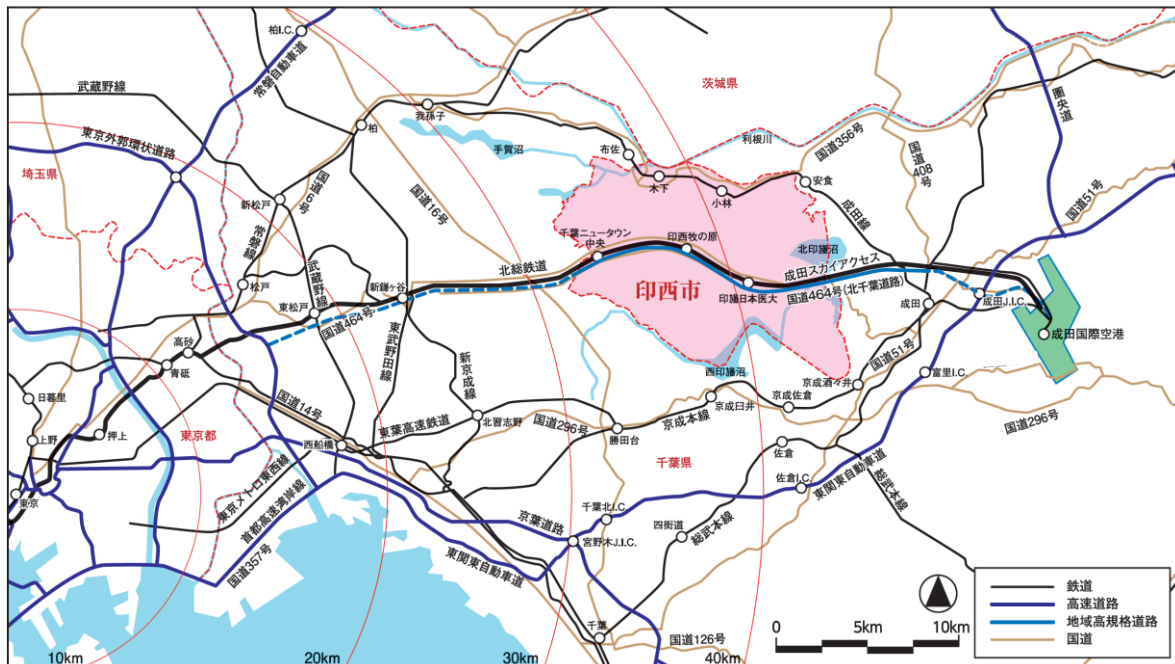 柏I.C.
常磐自動車道
武蔵野線
茨城県
圏央道
我孫子
柏
東京外郭環状道路
手賀沼
利根川
国道356号
国道408号
埼玉県
布佐
国道6号
国道16号
木下
安食
国道51号
新松戸
小林
成田線
常磐線
千葉ニュータウン
中央
印西牧の原
北印旛沼
武蔵野線
北総鉄道
成田スカイアクセス
松戸
新鎌ヶ谷
印西市
印旛日本医大
国道464号(北千葉道路)
成田
成田J.I.C.
東松戸
国道464号
成田国際空港
高砂
東武野田線
新京成線
国道51号
青砥
西印旛沼
京成酒々井
富里I.C.
日暮里
国道14号
京成臼井
京成佐倉
押上
東京都
東葉高速鉄道
北習志野
国道296号
京成本線
国道296号
上野
西船橋
勝田台
佐倉
千葉県
東京メトロ東西線
東関東自動車道
佐倉I.C.
総武本線
東京
首都高速湾岸線
京葉道路
千葉北I.C.
四街道
総武本線
国道357号
東関東自動車道
宮野木J.I.C.
鉄道
高速道路
地域高規格道路
国道
千葉
国道126号
0
5km
10km
10km
20km
30km
40km